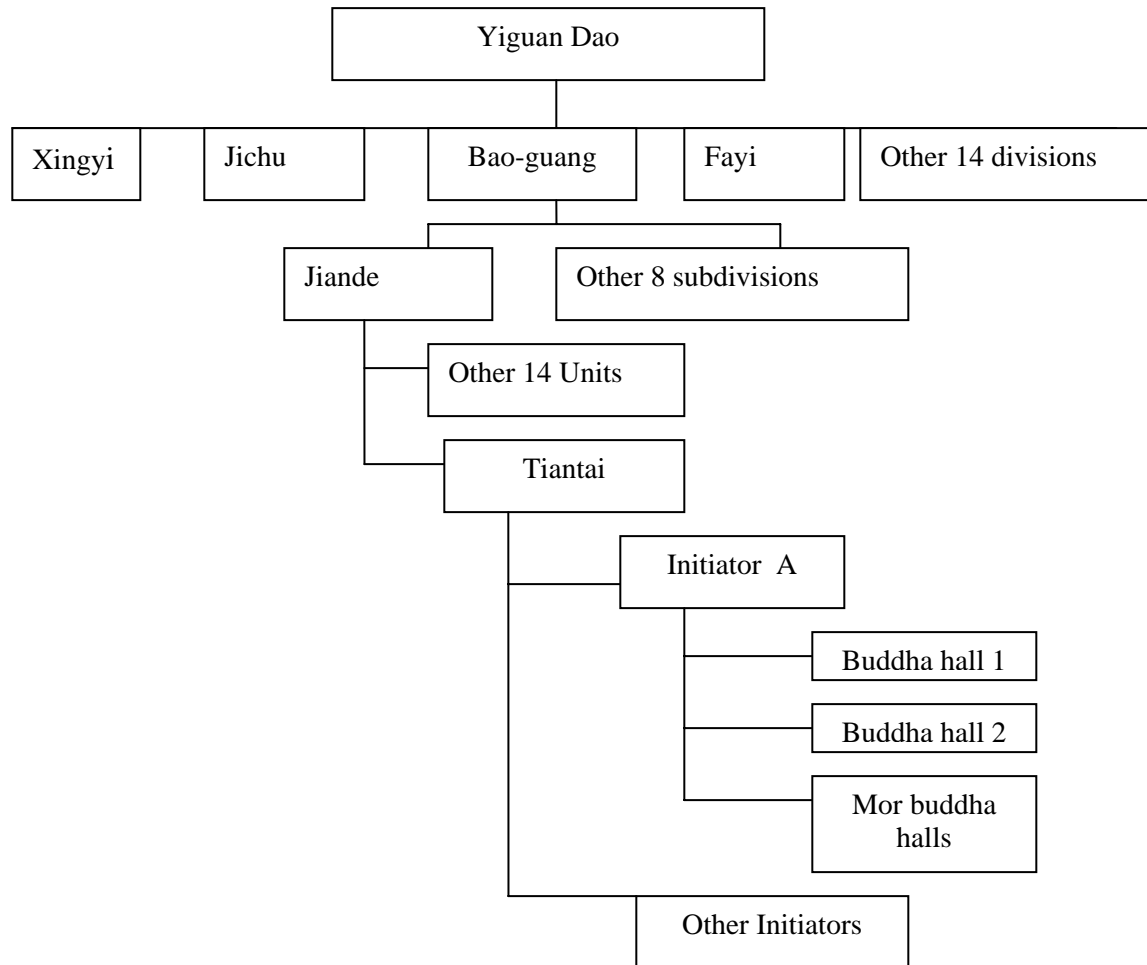 Yiguan Dao
Xingyi
Jichu
Bao-guang
Fayi
Other 14 divisions
Jiande
Other 8 subdivisions
Other 14 Units
Tiantai
Initiator A
Buddha hall 1
Buddha hall 2
Mor buddha
halls
Other Initiators